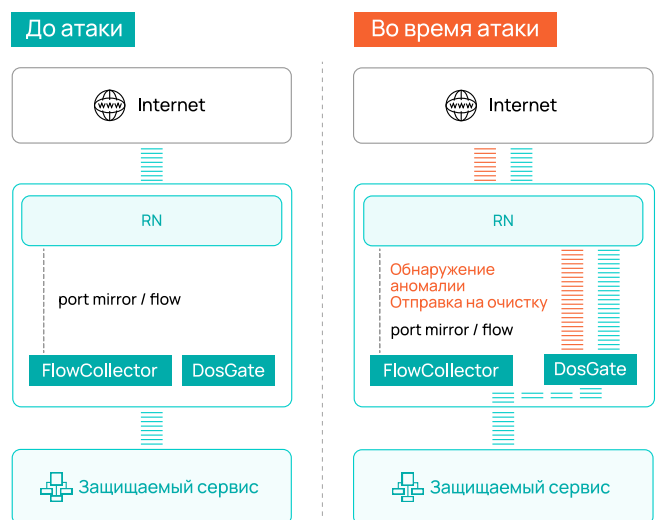 До атаки
Internet
RN
port mirror / flow
FlowCollector
DosGate
Защищаемый сервис
Во время атаки
Internet
RN
Обнаружение
аномалии
Отправка на очистку
port mirror / flow
FlowCollector
DosGate
Защищаемый сервис